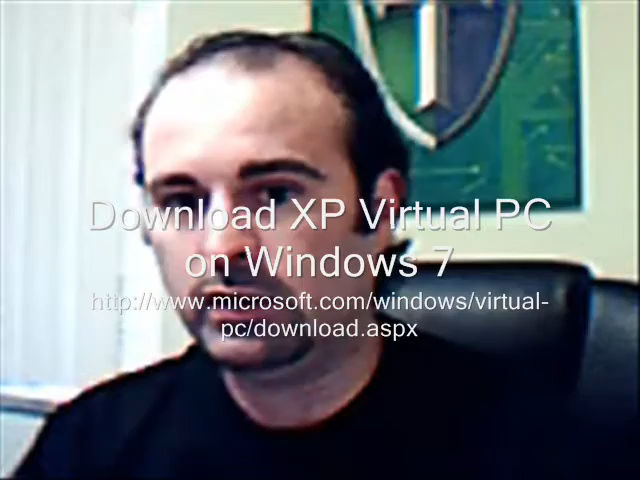 Download XP Virtual PC
on Windows 7
http://www.microsoft.com/windows/virtual-
pc/download.aspx